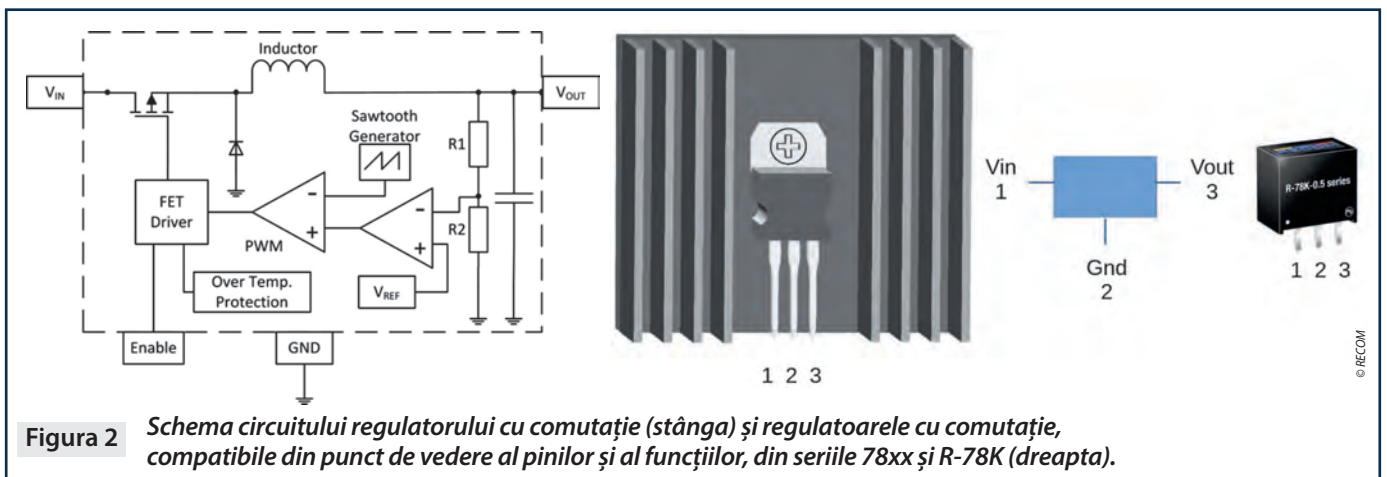 Inductor
V_IN
V_OUT
Sawtooth
Generator
R1
FET
Driver
PWM
R2
Over Temp.
Protection
V_REF
Enable
GND
1 2 3
Vin
1
Vout
3
Gnd
2
R-78K-0.5 series
1 2 3
© RECOM
Figura 2
Schema circuitului regulatorului cu comutație (stânga) și regulatoarele cu comutație,
compatibile din punct de vedere al pinilor și al funcțiilor, din seriile 78xx și R-78K (dreapta).